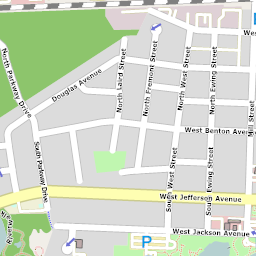 West
Douglas Avenue
North Parkway Drive
North Laird Street
North Fremont Street
North West Street
North Ewing Street
Mill Street
West Benton Aven
South Parkway Drive
West Jefferson Avenue
South West Street
South Ewing Street
West Jackson Avenue
P